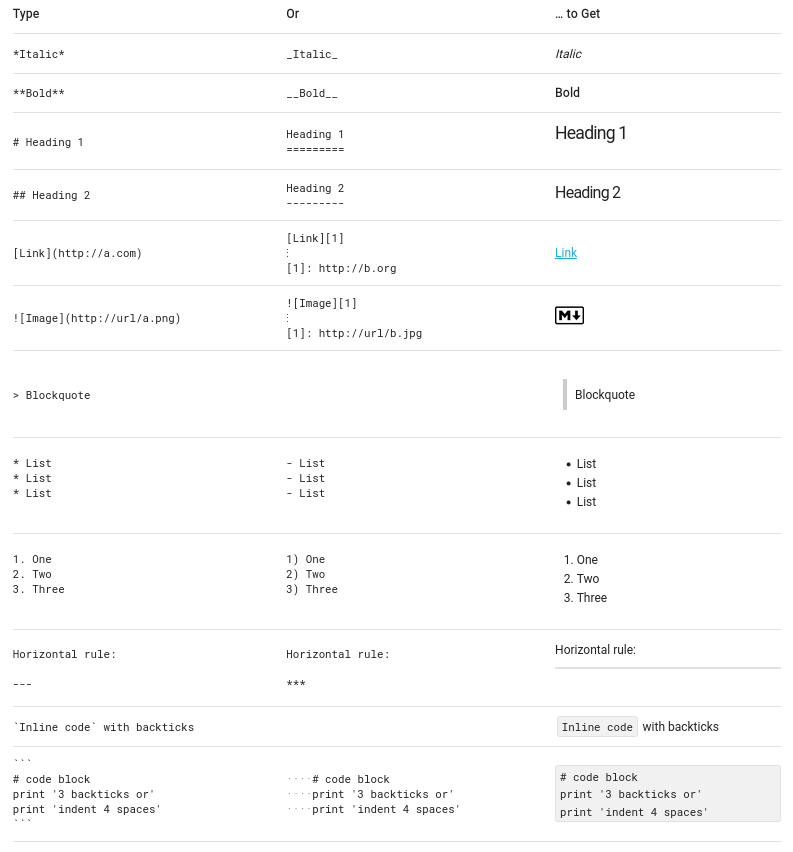 Type Or … to Get
*Italic* _Italic_ Italic
**Bold** __Bold__ Bold
# Heading 1
Heading 1
=========
Heading 1
## Heading 2
Heading 2
---------
Heading 2
[Link](http://a.com)
[Link][1]
⋮
[1]: http://b.org
Link
![Image](http://url/a.png)
![Image][1]
⋮
[1]: http://url/b.jpg
M
> Blockquote Blockquote
* List
* List
* List
- List
- List
- List
• List
• List
• List
1. One
2. Two
3. Three
1) One
2) Two
3) Three
1. One
2. Two
3. Three
Horizontal rule:
---
Horizontal rule:
***
Horizontal rule:
`Inline code` with backticks Inline code with backticks
```
# code block
print '3 backticks or'
print 'indent 4 spaces'
```
····# code block
····print '3 backticks or'
····print 'indent 4 spaces'
# code block
print '3 backticks or'
print 'indent 4 spaces'